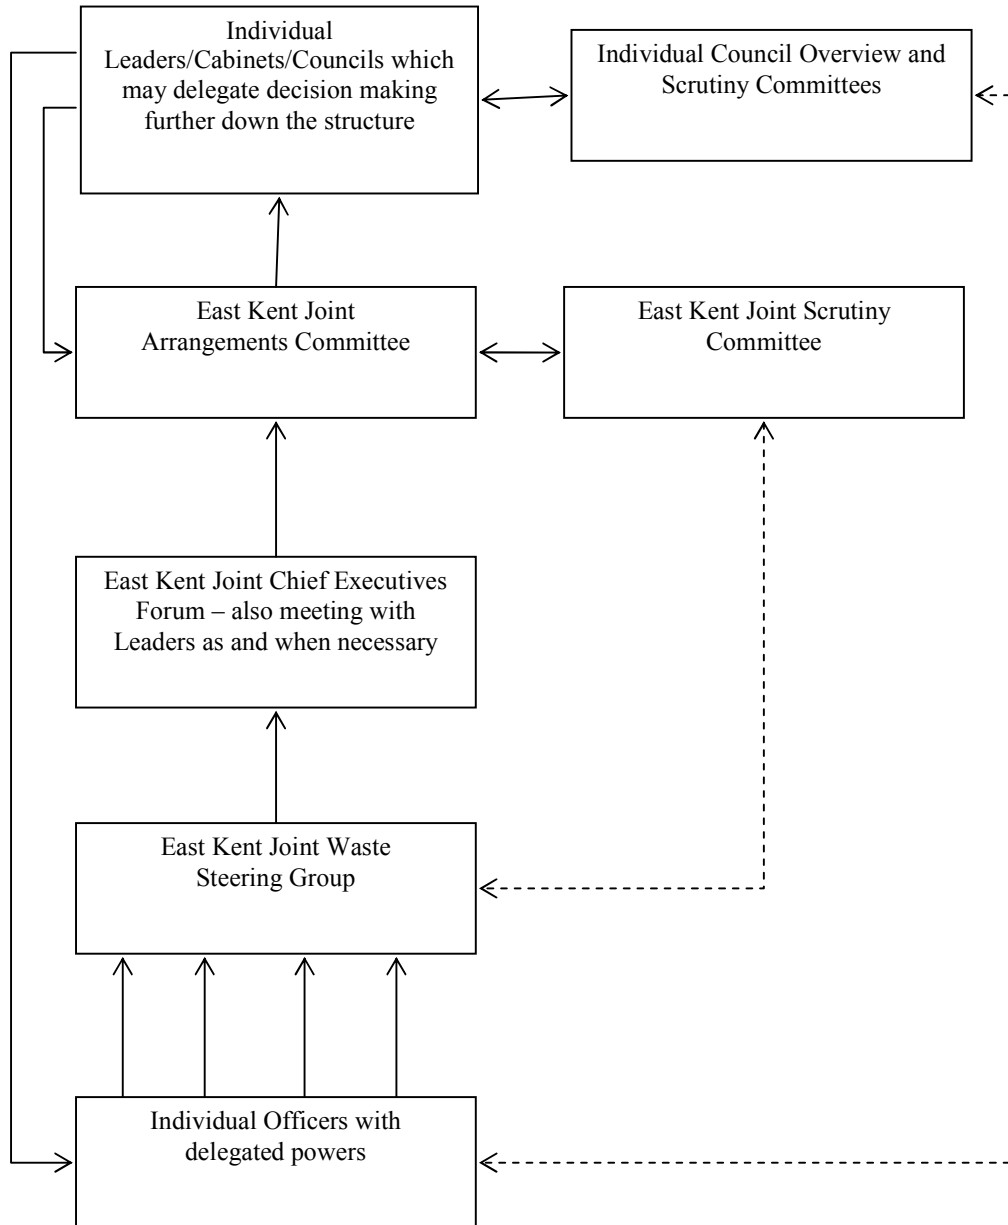 Individual
Leaders/Cabinets/Councils which
may delegate decision making
further down the structure
Individual Council Overview and
Scrutiny Committees
East Kent Joint
Arrangements Committee
East Kent Joint Scrutiny
Committee
East Kent Joint Chief Executives
Forum – also meeting with
Leaders as and when necessary
East Kent Joint Waste
Steering Group
Individual Officers with
delegated powers